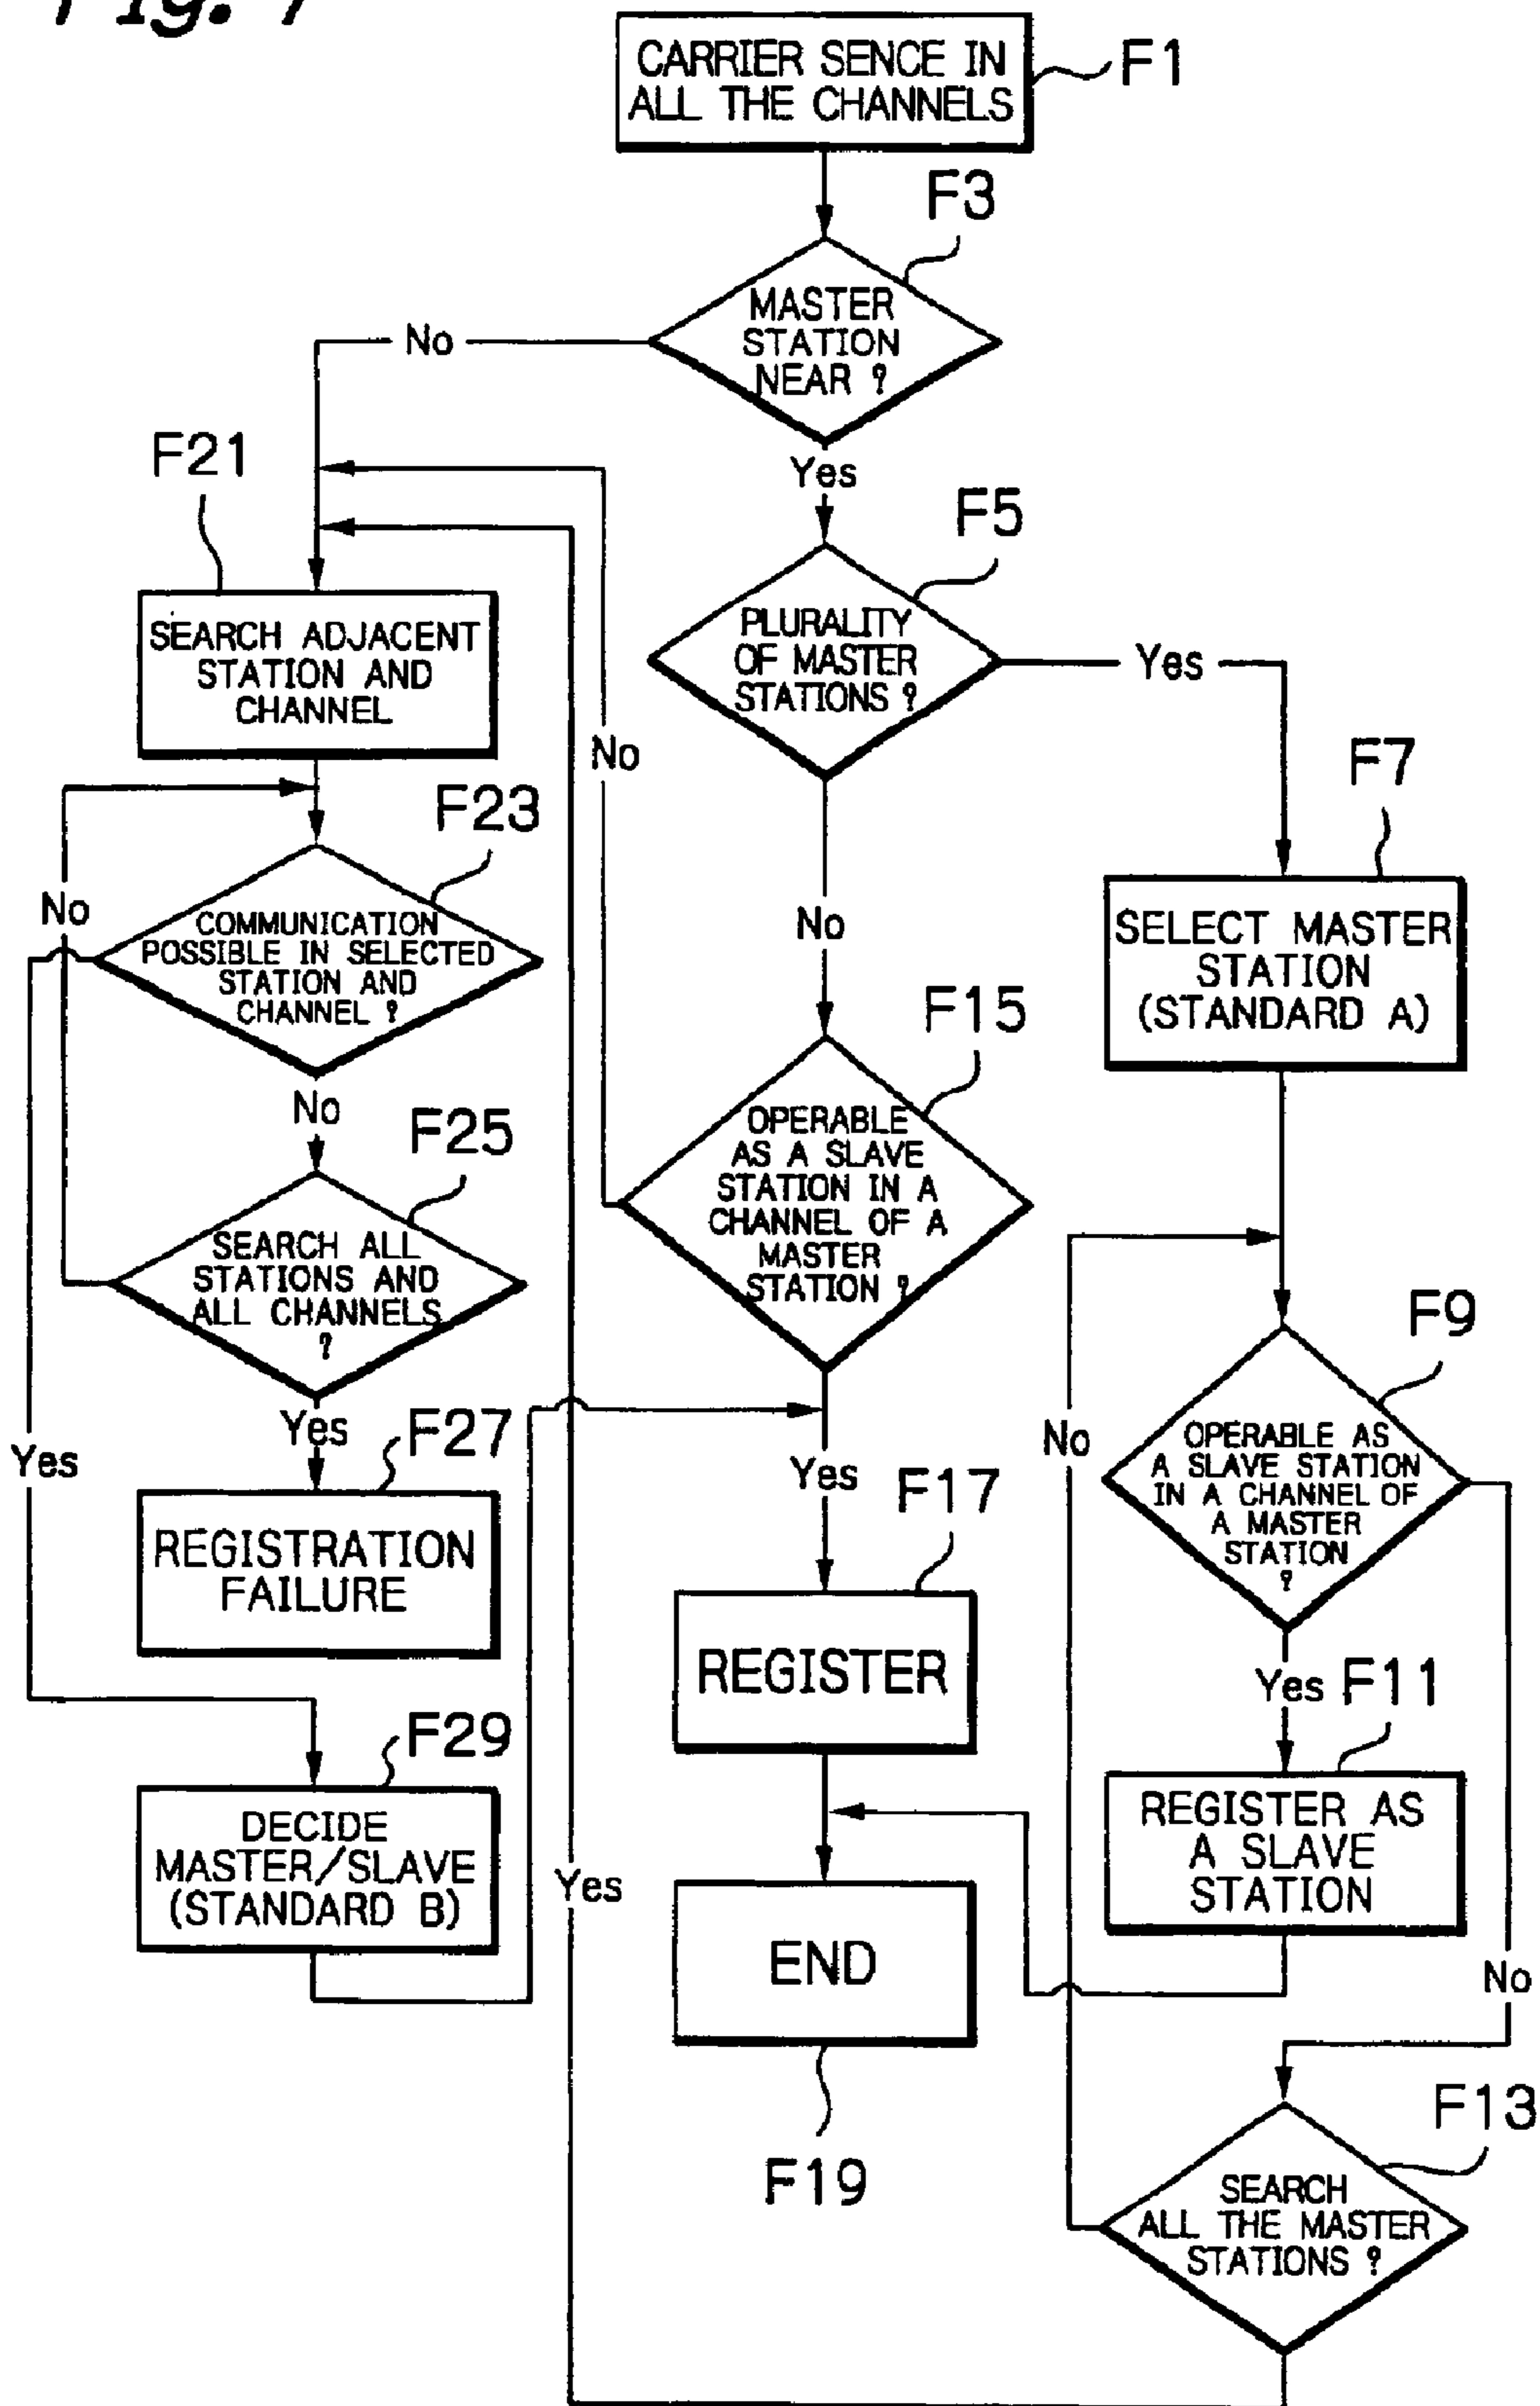 Fig. 7
CARRIER SENCE IN
ALL THE CHANNELS
F1
F3
MASTER
STATION
NEAR ?
No
Yes
F21
F5
SEARCH ADJACENT
STATION AND
CHANNEL
PLURALITY
OF MASTER
STATIONS ?
Yes
No
No
F7
F23
SELECT MASTER
STATION
(STANDARD A)
COMMUNICATION
POSSIBLE IN SELECTED
STATION AND
CHANNEL ?
No
Yes
No
F15
OPERABLE
AS A SLAVE
STATION IN A
CHANNEL OF A
MASTER
STATION ?
F25
SEARCH ALL
STATIONS AND
ALL CHANNELS
?
Yes
F9
OPERABLE AS
A SLAVE STATION
IN A CHANNEL OF
A MASTER
STATION
?
No
Yes
F27
REGISTRATION
FAILURE
F17
REGISTER
Yes
F11
REGISTER AS
A SLAVE
STATION
No
F29
DECIDE
MASTER/SLAVE
(STANDARD B)
Yes
END
F19
F13
SEARCH
ALL THE MASTER
STATIONS ?